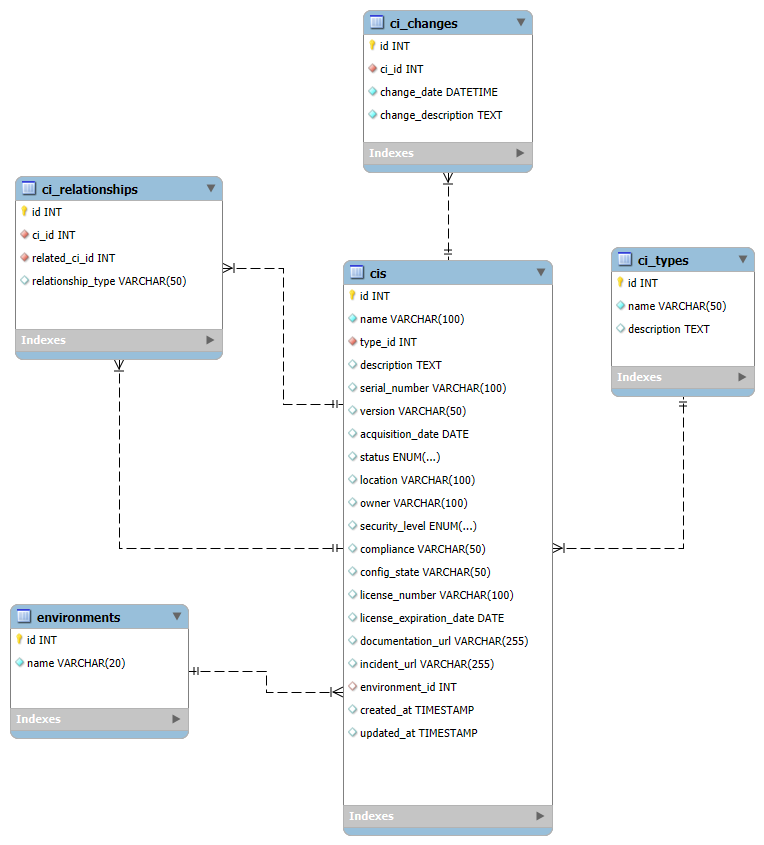 ci_changes
id INT
ci_id INT
change_date DATETIME
change_description TEXT
Indexes
ci_relationships
id INT
ci_id INT
related_ci_id INT
relationship_type VARCHAR(50)
Indexes
cis
id INT
name VARCHAR(100)
type_id INT
description TEXT
serial_number VARCHAR(100)
version VARCHAR(50)
acquisition_date DATE
status ENUM(...)
location VARCHAR(100)
owner VARCHAR(100)
security_level ENUM(...)
compliance VARCHAR(50)
config_state VARCHAR(50)
license_number VARCHAR(100)
license_expiration_date DATE
documentation_url VARCHAR(255)
incident_url VARCHAR(255)
environment_id INT
created_at TIMESTAMP
updated_at TIMESTAMP
Indexes
ci_types
id INT
name VARCHAR(50)
description TEXT
Indexes
environments
id INT
name VARCHAR(20)
Indexes